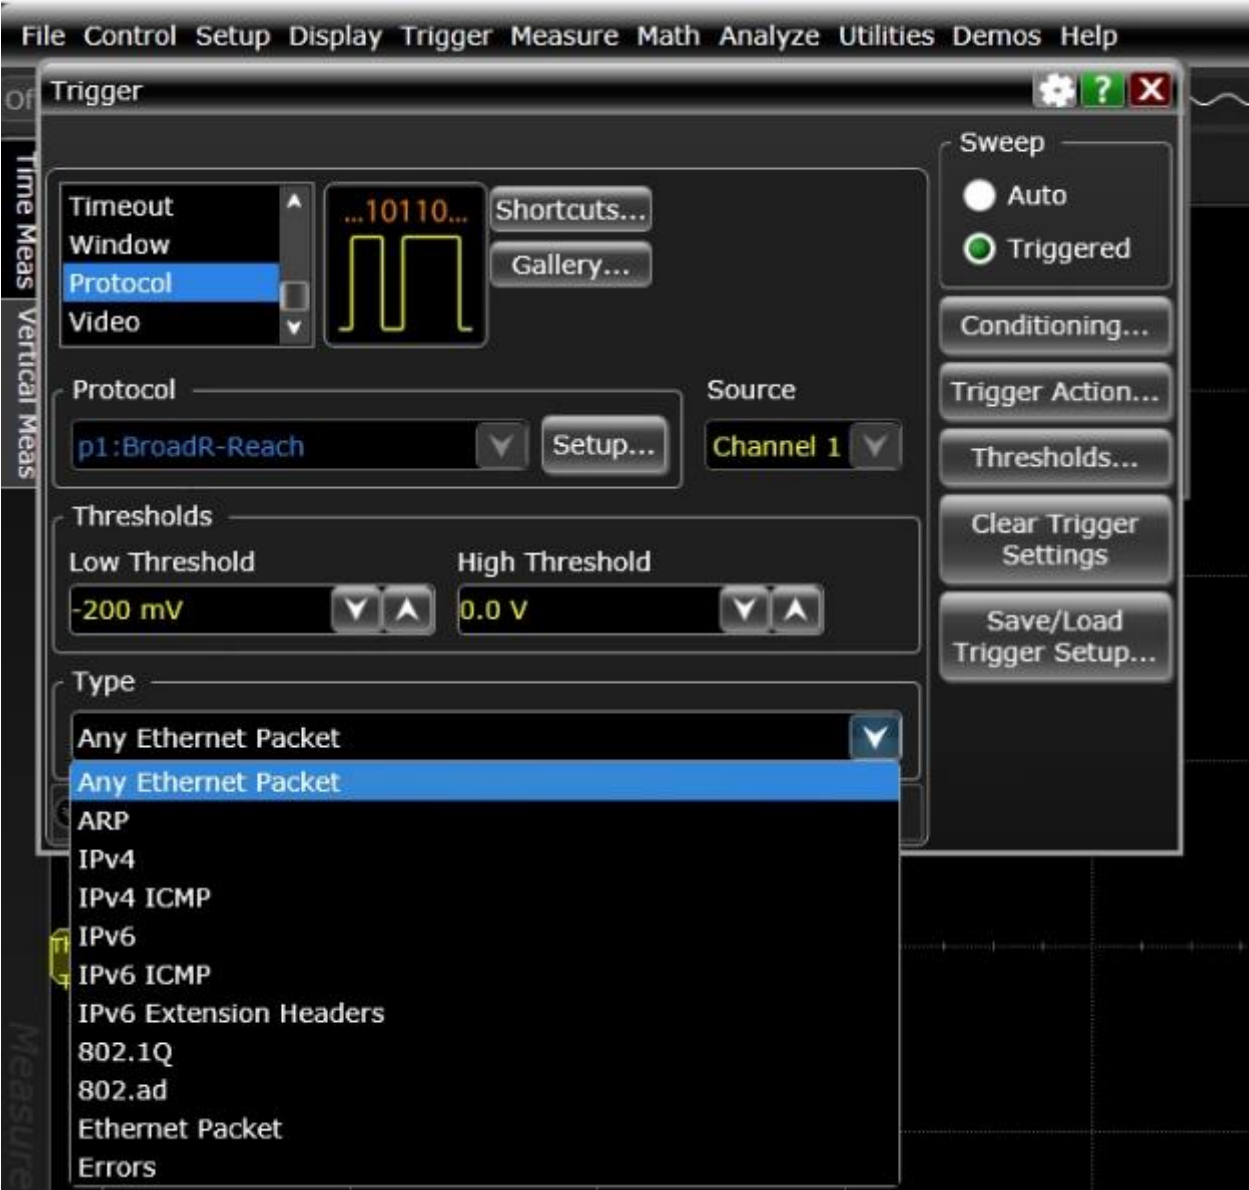 File Control Setup Display Trigger Measure Math Analyze Utilities Demos Help
Of
Trigger
?
X
Time Meas
Vertical Meas
Timeout
Window
Protocol
Video
...10110...
Shortcuts...
Gallery...
Sweep
Auto
Triggered
Conditioning...
Trigger Action...
Thresholds...
Clear Trigger
Settings
Save/Load
Trigger Setup...
Protocol
p1:BroadR-Reach
Setup...
Source
Channel 1
Thresholds
Low Threshold
-200 mV
High Threshold
0.0 V
Type
Any Ethernet Packet
Any Ethernet Packet
ARP
IPv4
IPv4 ICMP
IPv6
IPv6 ICMP
IPv6 Extension Headers
802.1Q
802.ad
Ethernet Packet
Errors
Measure